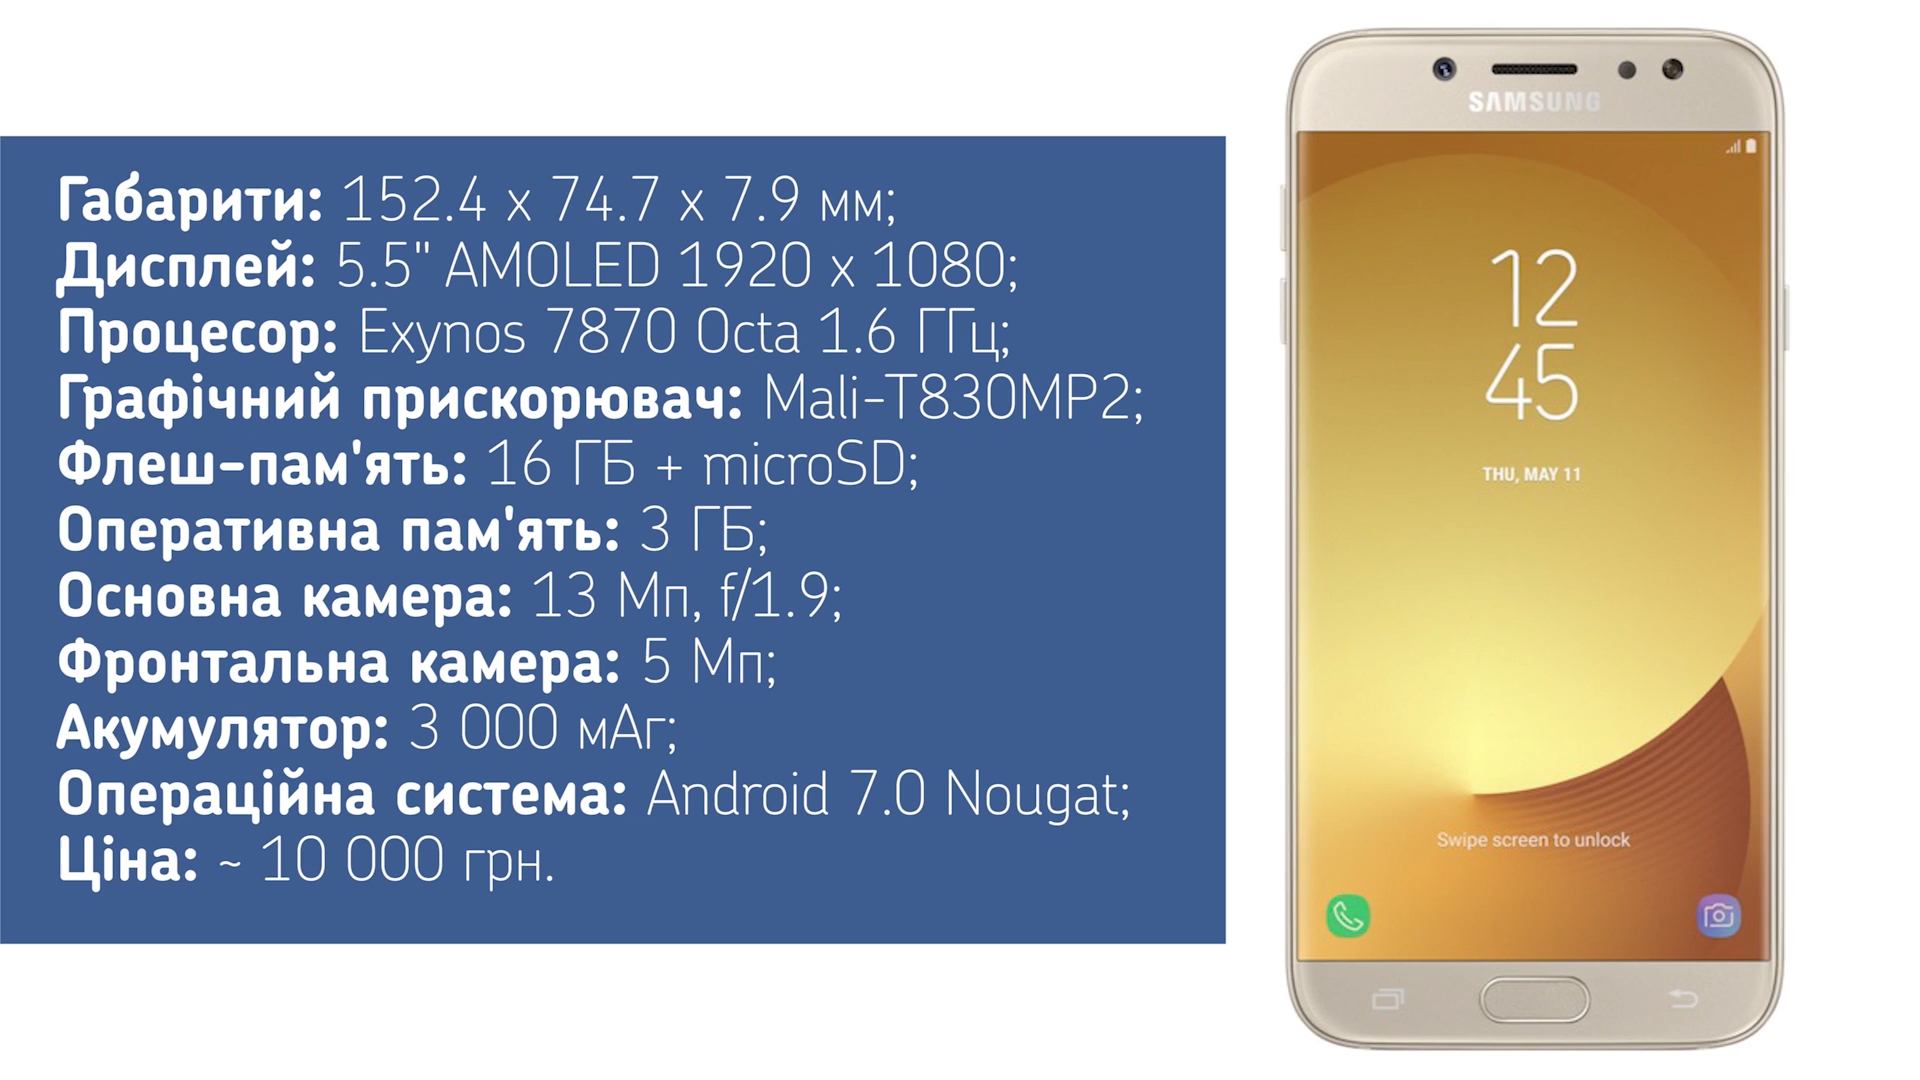 Габарити: 152.4 x 74.7 x 7.9 мм;
Дисплей: 5.5" AMOLED 1920 x 1080;
Процесор: Exynos 7870 Octa 1.6 ГГц;
Графічний прискорювач: Mali-T830MP2;
Флеш-пам'ять: 16 ГБ + microSD;
Оперативна пам'ять: 3 ГБ;
Основна камера: 13 Мп, f/1.9;
Фронтальна камера: 5 Мп;
Акумулятор: 3 000 мАг;
Операційна система: Android 7.0 Nougat;
Ціна: ~ 10 000 грн.
SAMSUNG
12
45
THU, MAY 11
Swipe screen to unlock